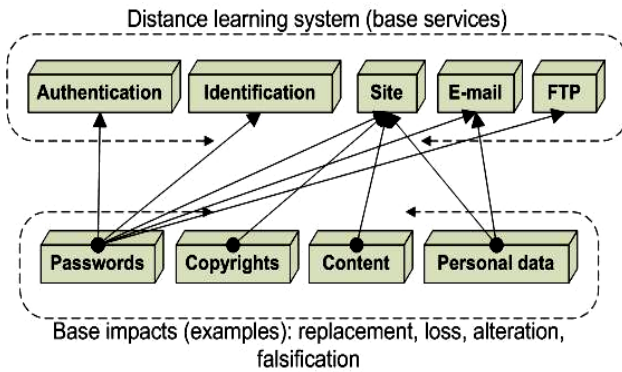 Distance learning system (base services)
Authentication Identification Site E-mail FTP
Passwords Copyrights Content Personal data
Base impacts (examples): replacement, loss, alteration,
falsification